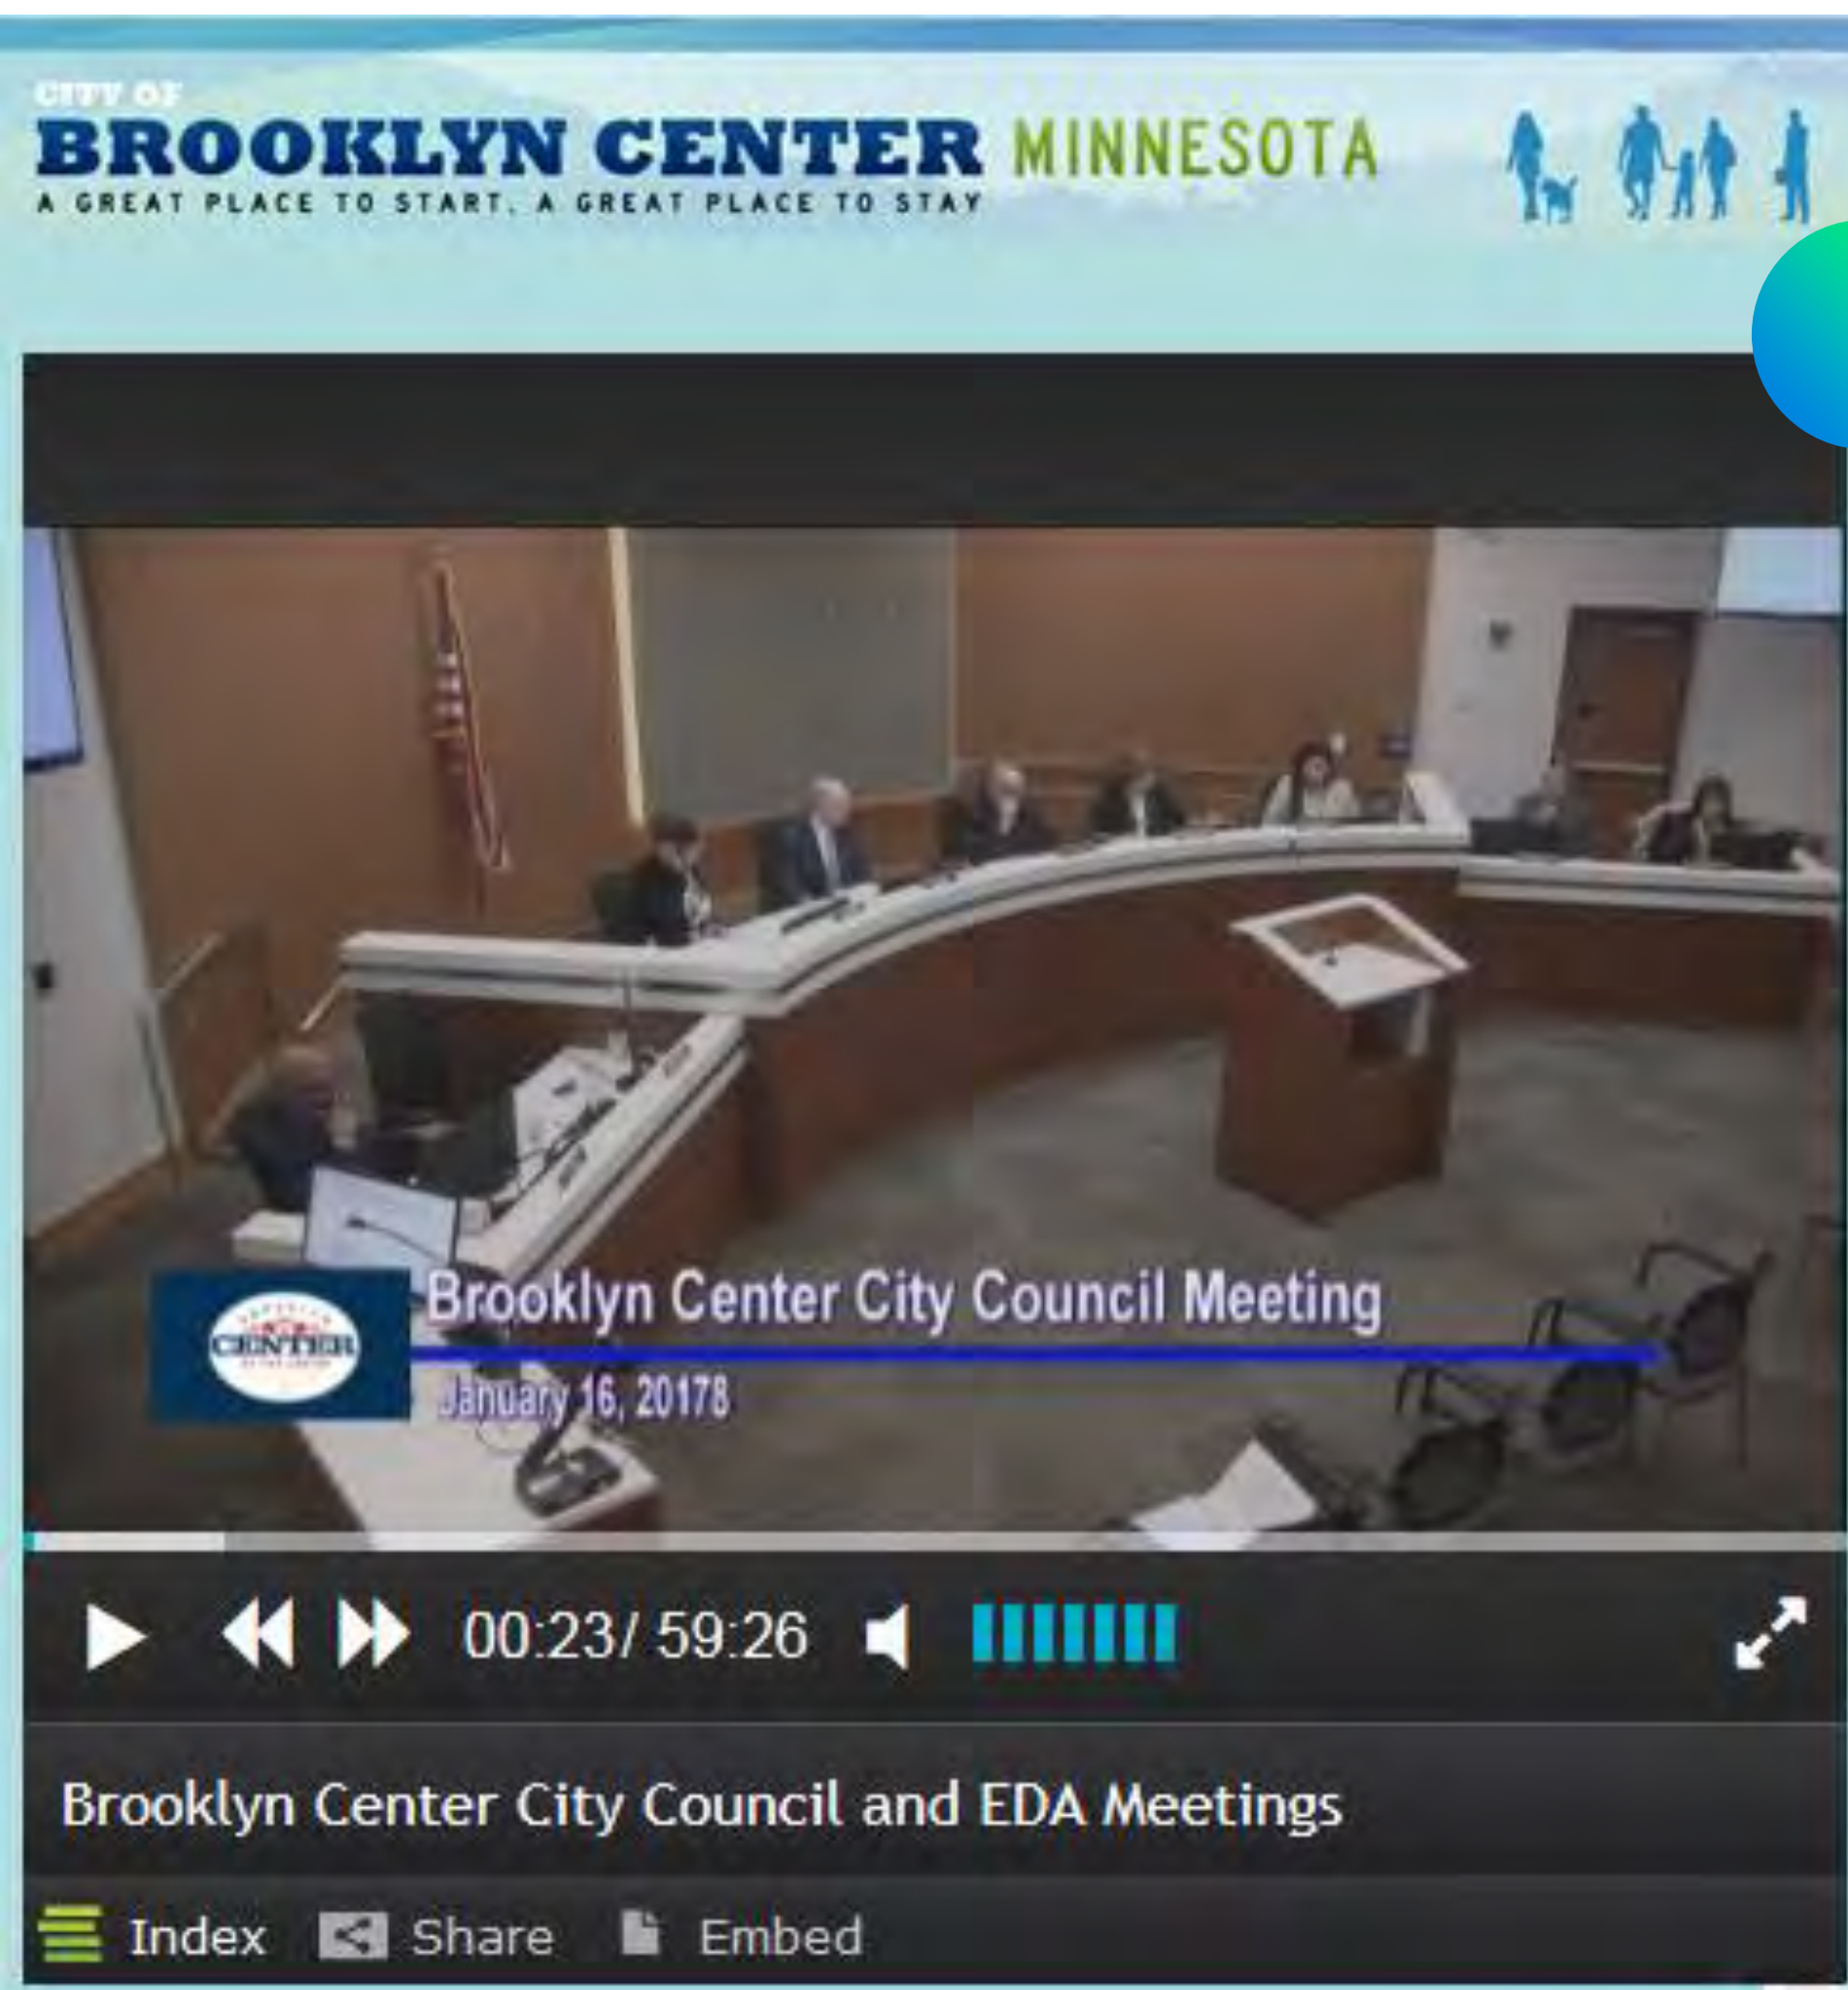 CITY OF
BROOKLYN CENTER MINNESOTA
A GREAT PLACE TO START. A GREAT PLACE TO STAY
Brooklyn Center City Council Meeting
CENTER
January 16, 20178
00:23/ 59:26
Brooklyn Center City Council and EDA Meetings
Index Share Embed